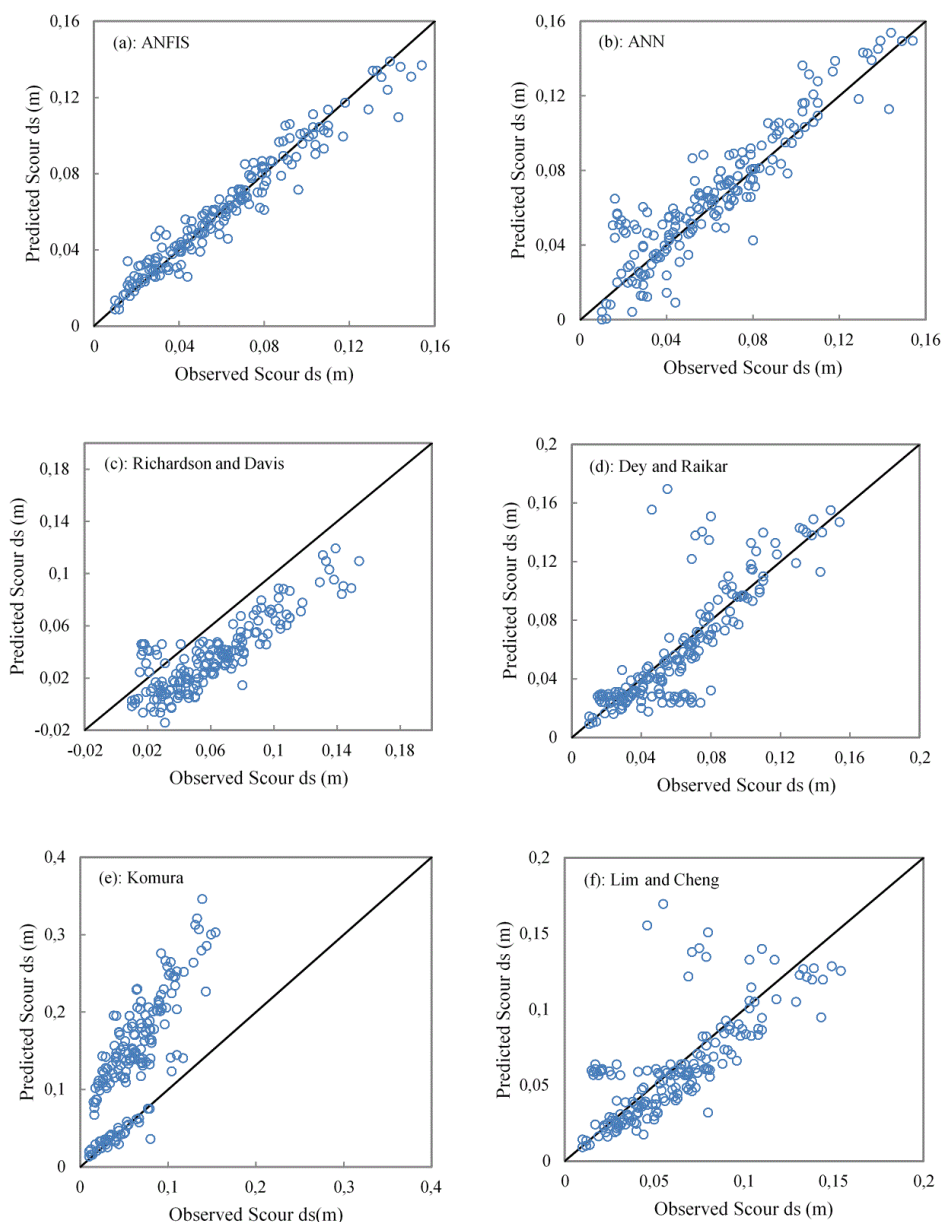 (a): ANFIS
Predicted Scour ds (m)
0,16
0,12
0,08
0,04
0
0 0,04 0,08 0,12 0,16
Observed Scour ds (m)
(b): ANN
Predicted Scour ds (m)
0,16
0,12
0,08
0,04
0
0 0,04 0,08 0,12 0,16
Observed Scour ds (m)
(c): Richardson and Davis
Predicted Scour ds (m)
0,18
0,14
0,1
0,06
0,02
-0,02
-0,02 0,02 0,06 0,1 0,14 0,18
Observed Scour ds (m)
(d): Dey and Raikar
Predicted Scour ds (m)
0,2
0,16
0,12
0,08
0,04
0
0 0,04 0,08 0,12 0,16 0,2
Observed Scour ds (m)
(e): Komura
Predicted Scour ds (m)
0,4
0,3
0,2
0,1
0
0 0,1 0,2 0,3 0,4
Observed Scour ds(m)
(f): Lim and Cheng
Predicted Scour ds (m)
0,2
0,15
0,1
0,05
0
0 0,05 0,1 0,15 0,2
Observed Scour ds (m)